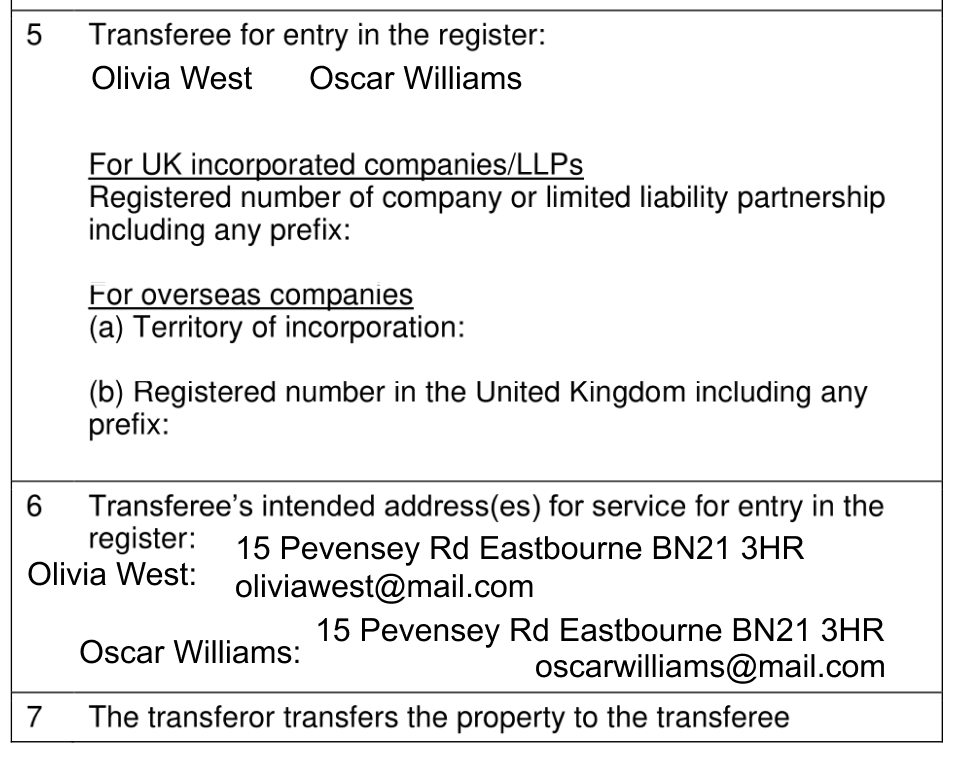 5 Transferee for entry in the register:
Olivia West Oscar Williams
For UK incorporated companies/LLPs
Registered number of company or limited liability partnership
including any prefix:
For overseas companies
(a) Territory of incorporation:
(b) Registered number in the United Kingdom including any
prefix:
6 Transferee’s intended address(es) for service for entry in the
register:
Olivia West: 15 Pevensey Rd Eastbourne BN21 3HR
oliviawest@mail.com
Oscar Williams: 15 Pevensey Rd Eastbourne BN21 3HR
oscarwilliams@mail.com
7 The transferor transfers the property to the transferee